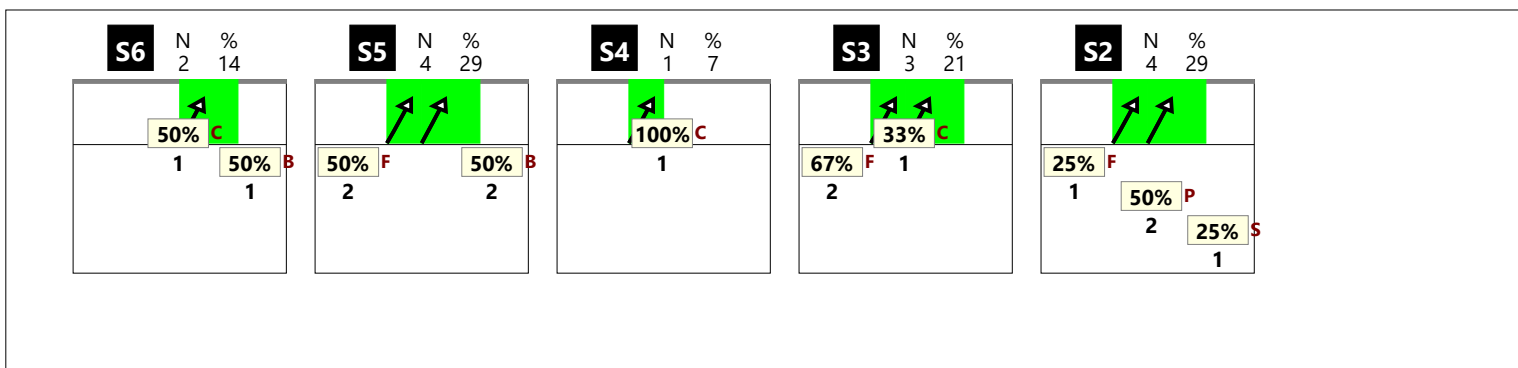 S6 N % S5 N % S4 N % S3 N % S2 N %
2 14 4 29 1 7 3 21 4 29
50% C 100% C 33% C
50% B 50% F 50% B 67% F 25% F
1 1 1
1 2 2 2 1
50% P
2
25% S
1